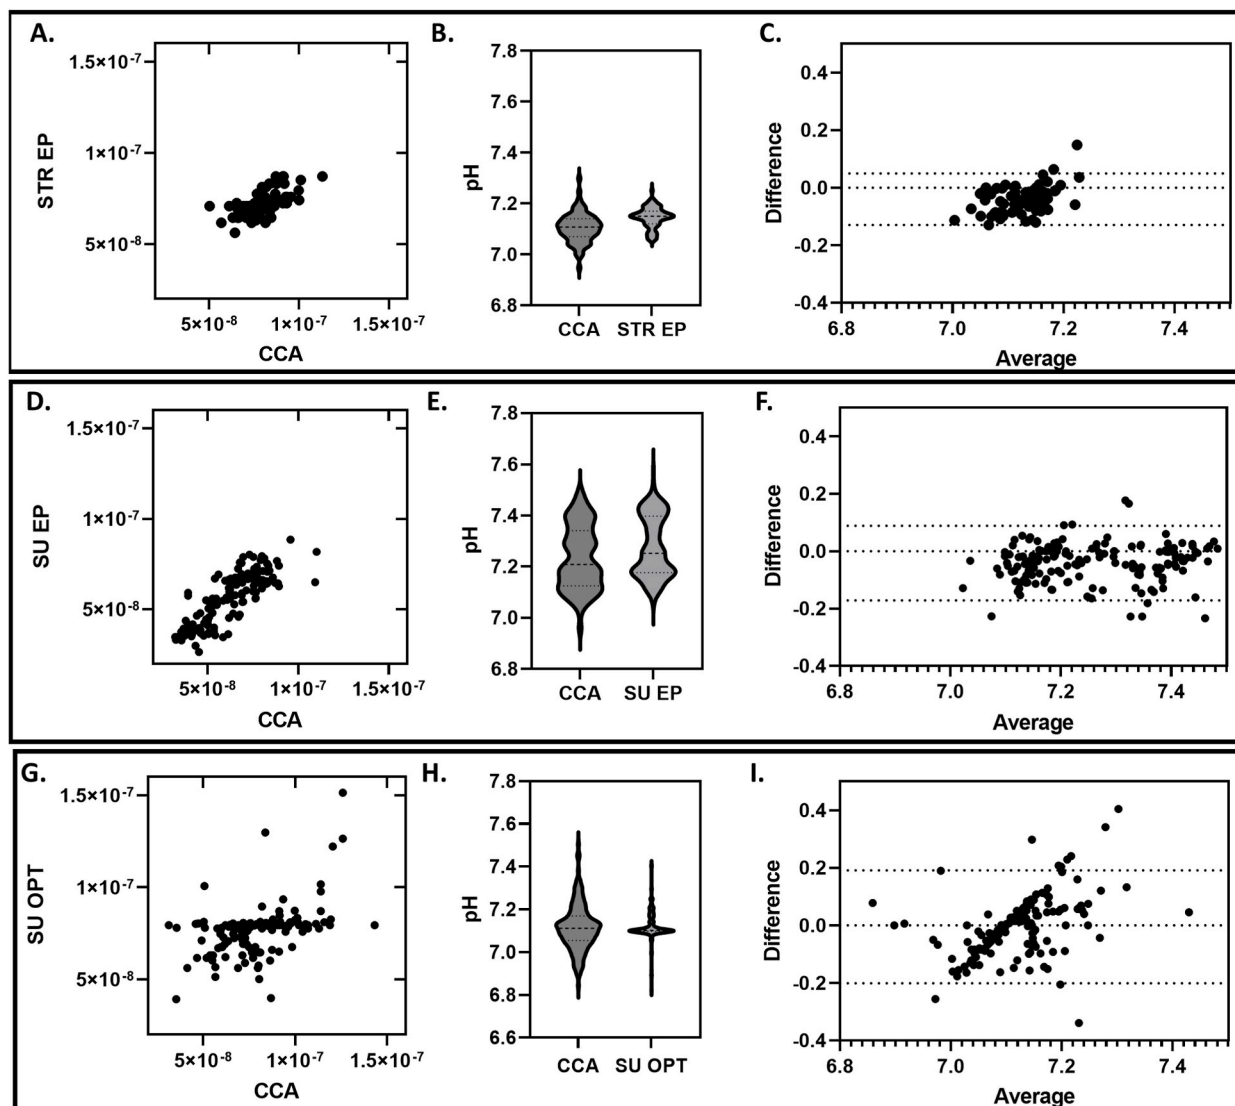 A.
1.5×10⁻⁷
1×10⁻⁷
5×10⁻⁸
STR EP
5×10⁻⁸ 1×10⁻⁷ 1.5×10⁻⁷
CCA
B.
7.8
7.6
7.4
7.2
7.0
6.8
pH
CCA STR EP
C.
0.4
0.2
0.0
-0.2
-0.4
Difference
6.8 7.0 7.2 7.4
Average
D.
1.5×10⁻⁷
1×10⁻⁷
5×10⁻⁸
SU EP
5×10⁻⁸ 1×10⁻⁷ 1.5×10⁻⁷
CCA
E.
7.8
7.6
7.4
7.2
7.0
6.8
pH
CCA SU EP
F.
0.4
0.2
0.0
-0.2
-0.4
Difference
6.8 7.0 7.2 7.4
Average
G.
1.5×10⁻⁷
1×10⁻⁷
5×10⁻⁸
SU OPT
5×10⁻⁸ 1×10⁻⁷ 1.5×10⁻⁷
CCA
H.
7.8
7.6
7.4
7.2
7.0
6.8
6.6
pH
CCA SU OPT
I.
0.4
0.2
0.0
-0.2
-0.4
Difference
6.8 7.0 7.2 7.4
Average